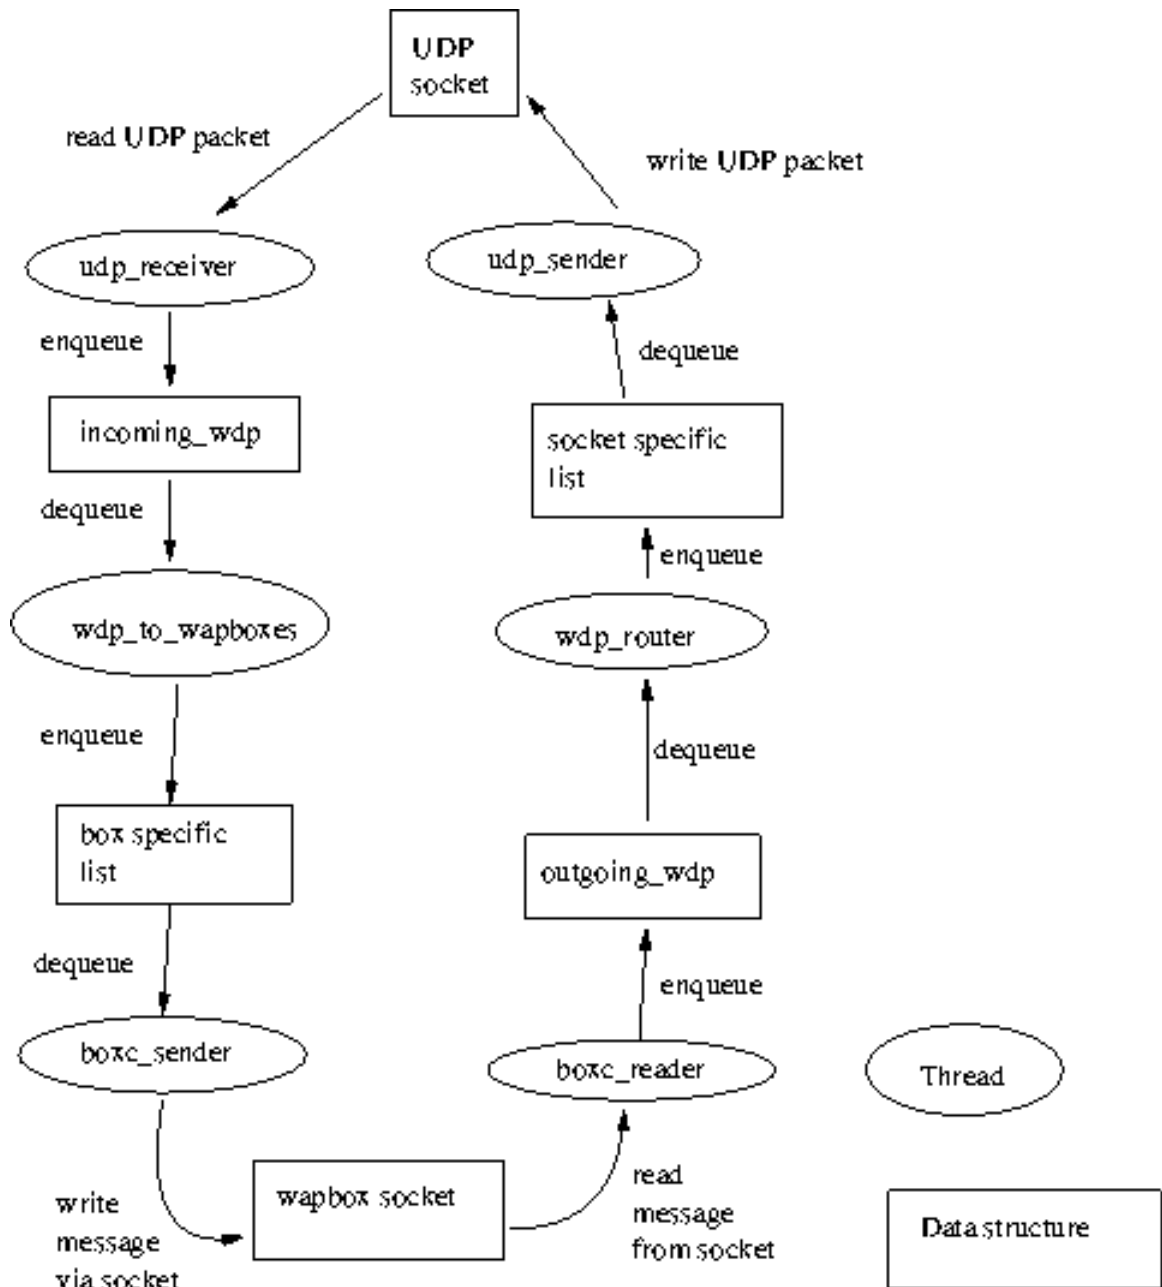 UDP
socket
read UDP packet
write UDP packet
udp_receiver
udp_sender
enqueue
dequeue
incoming_wdp
socket specific
list
dequeue
enqueue
wdp_to_wapboxes
wdp_router
enqueue
dequeue
box specific
list
outgoing_wdp
dequeue
enqueue
boxc_sender
boxc_reader
Thread
write
message
via socket
wapbox socket
read
message
from socket
Data structure